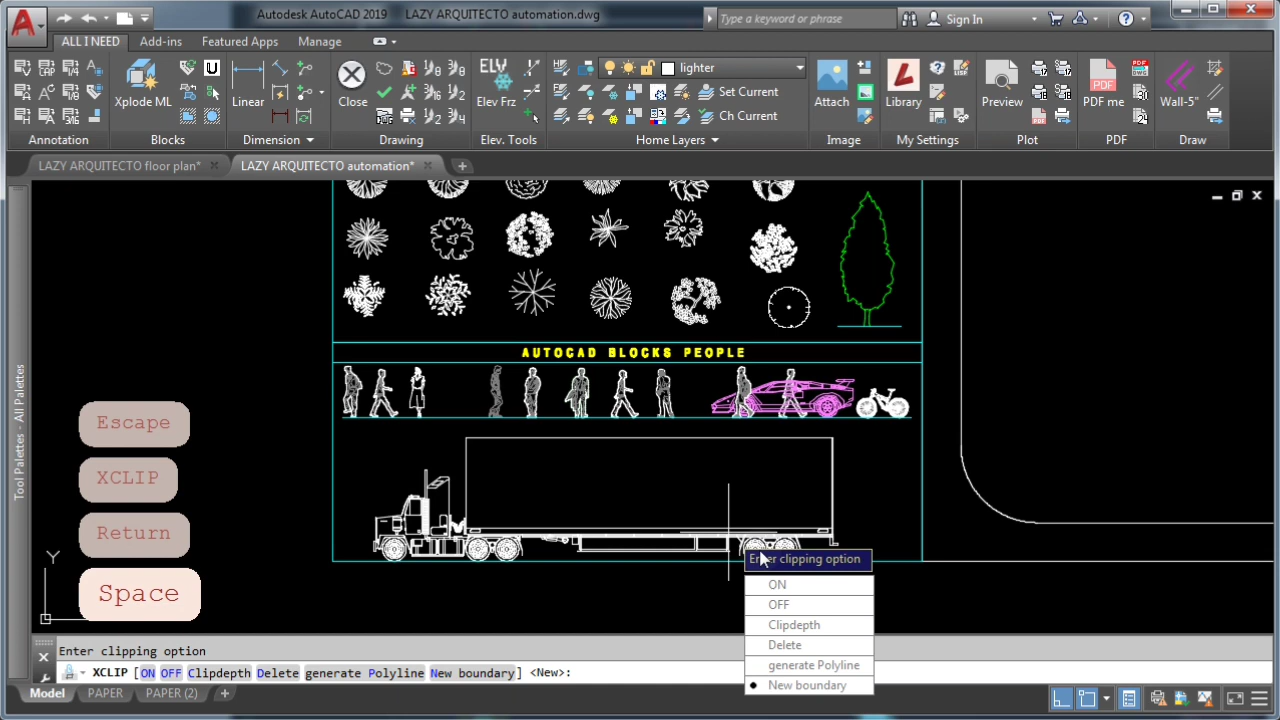 Autodesk AutoCAD 2019 LAZY ARQUITECTO automation.dwg
Type a keyword or phrase
Sign In
ALL I NEED
Add-ins
Featured Apps
Manage
ELV
lighter
Set Current
Ch Current
Xplode ML
Linear
Close
Elev Frz
Attach
Library
Preview
PDF me
Wall-5"
Annotation
Blocks
Dimension
Drawing
Elev. Tools
Home Layers
Image
My Settings
Plot
PDF
Draw
LAZY ARQUITECTO floor plan*
LAZY ARQUITECTO automation*
AUTOCAD BLOCKS PEOPLE
Tool Palettes - All Palettes
Escape
XCLIP
Return
Space
Y
Enter clipping option
ON
OFF
Clipdepth
Delete
generate Polyline
New boundary
Enter clipping option
XCLIP [ON OFF Clipdepth Delete generate Polyline New boundary] <New>:
Model
PAPER
PAPER (2)